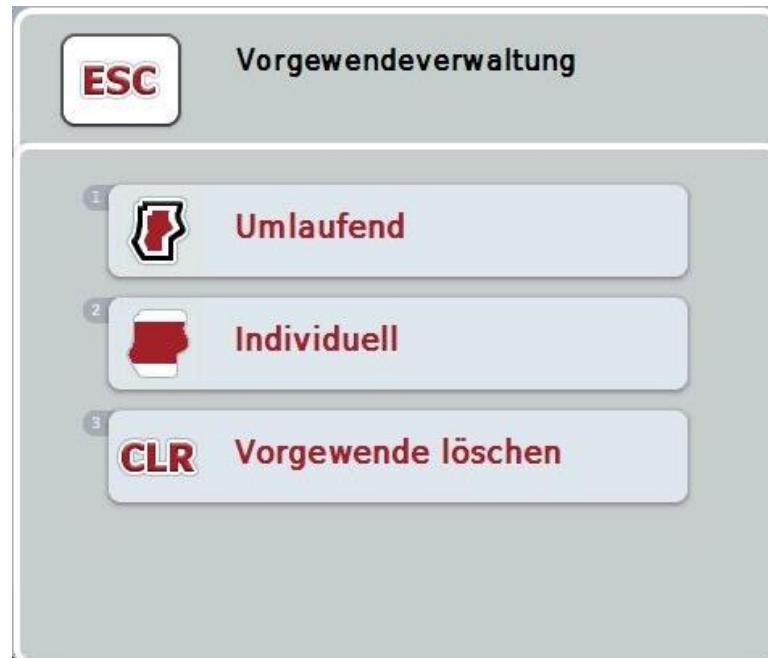 ESC
Vorgewendeverwaltung
1
Umlaufend
2
Individuell
3
CLR
Vorgewende löschen